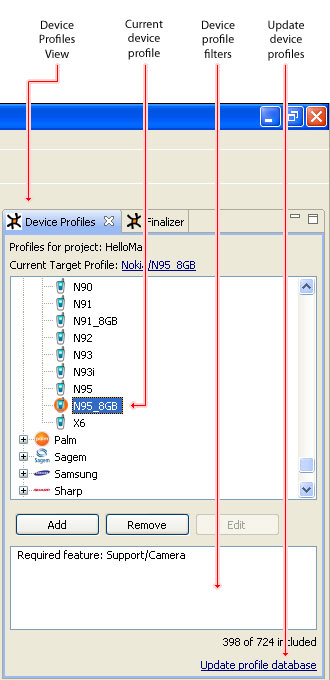 Device Profiles View
Current device profile
Device profile filters
Update device profiles
Device Profiles
Finalizer
Profiles for project: HelloMa
Current Target Profile: Nokia/N95_8GB
N90
N91
N91_8GB
N92
N93
N93i
N95
N95_8GB
X6
Palm
Sagem
Samsung
Sharp
Add
Remove
Edit
Required feature: Support/Camera
398 of 724 included
Update profile database